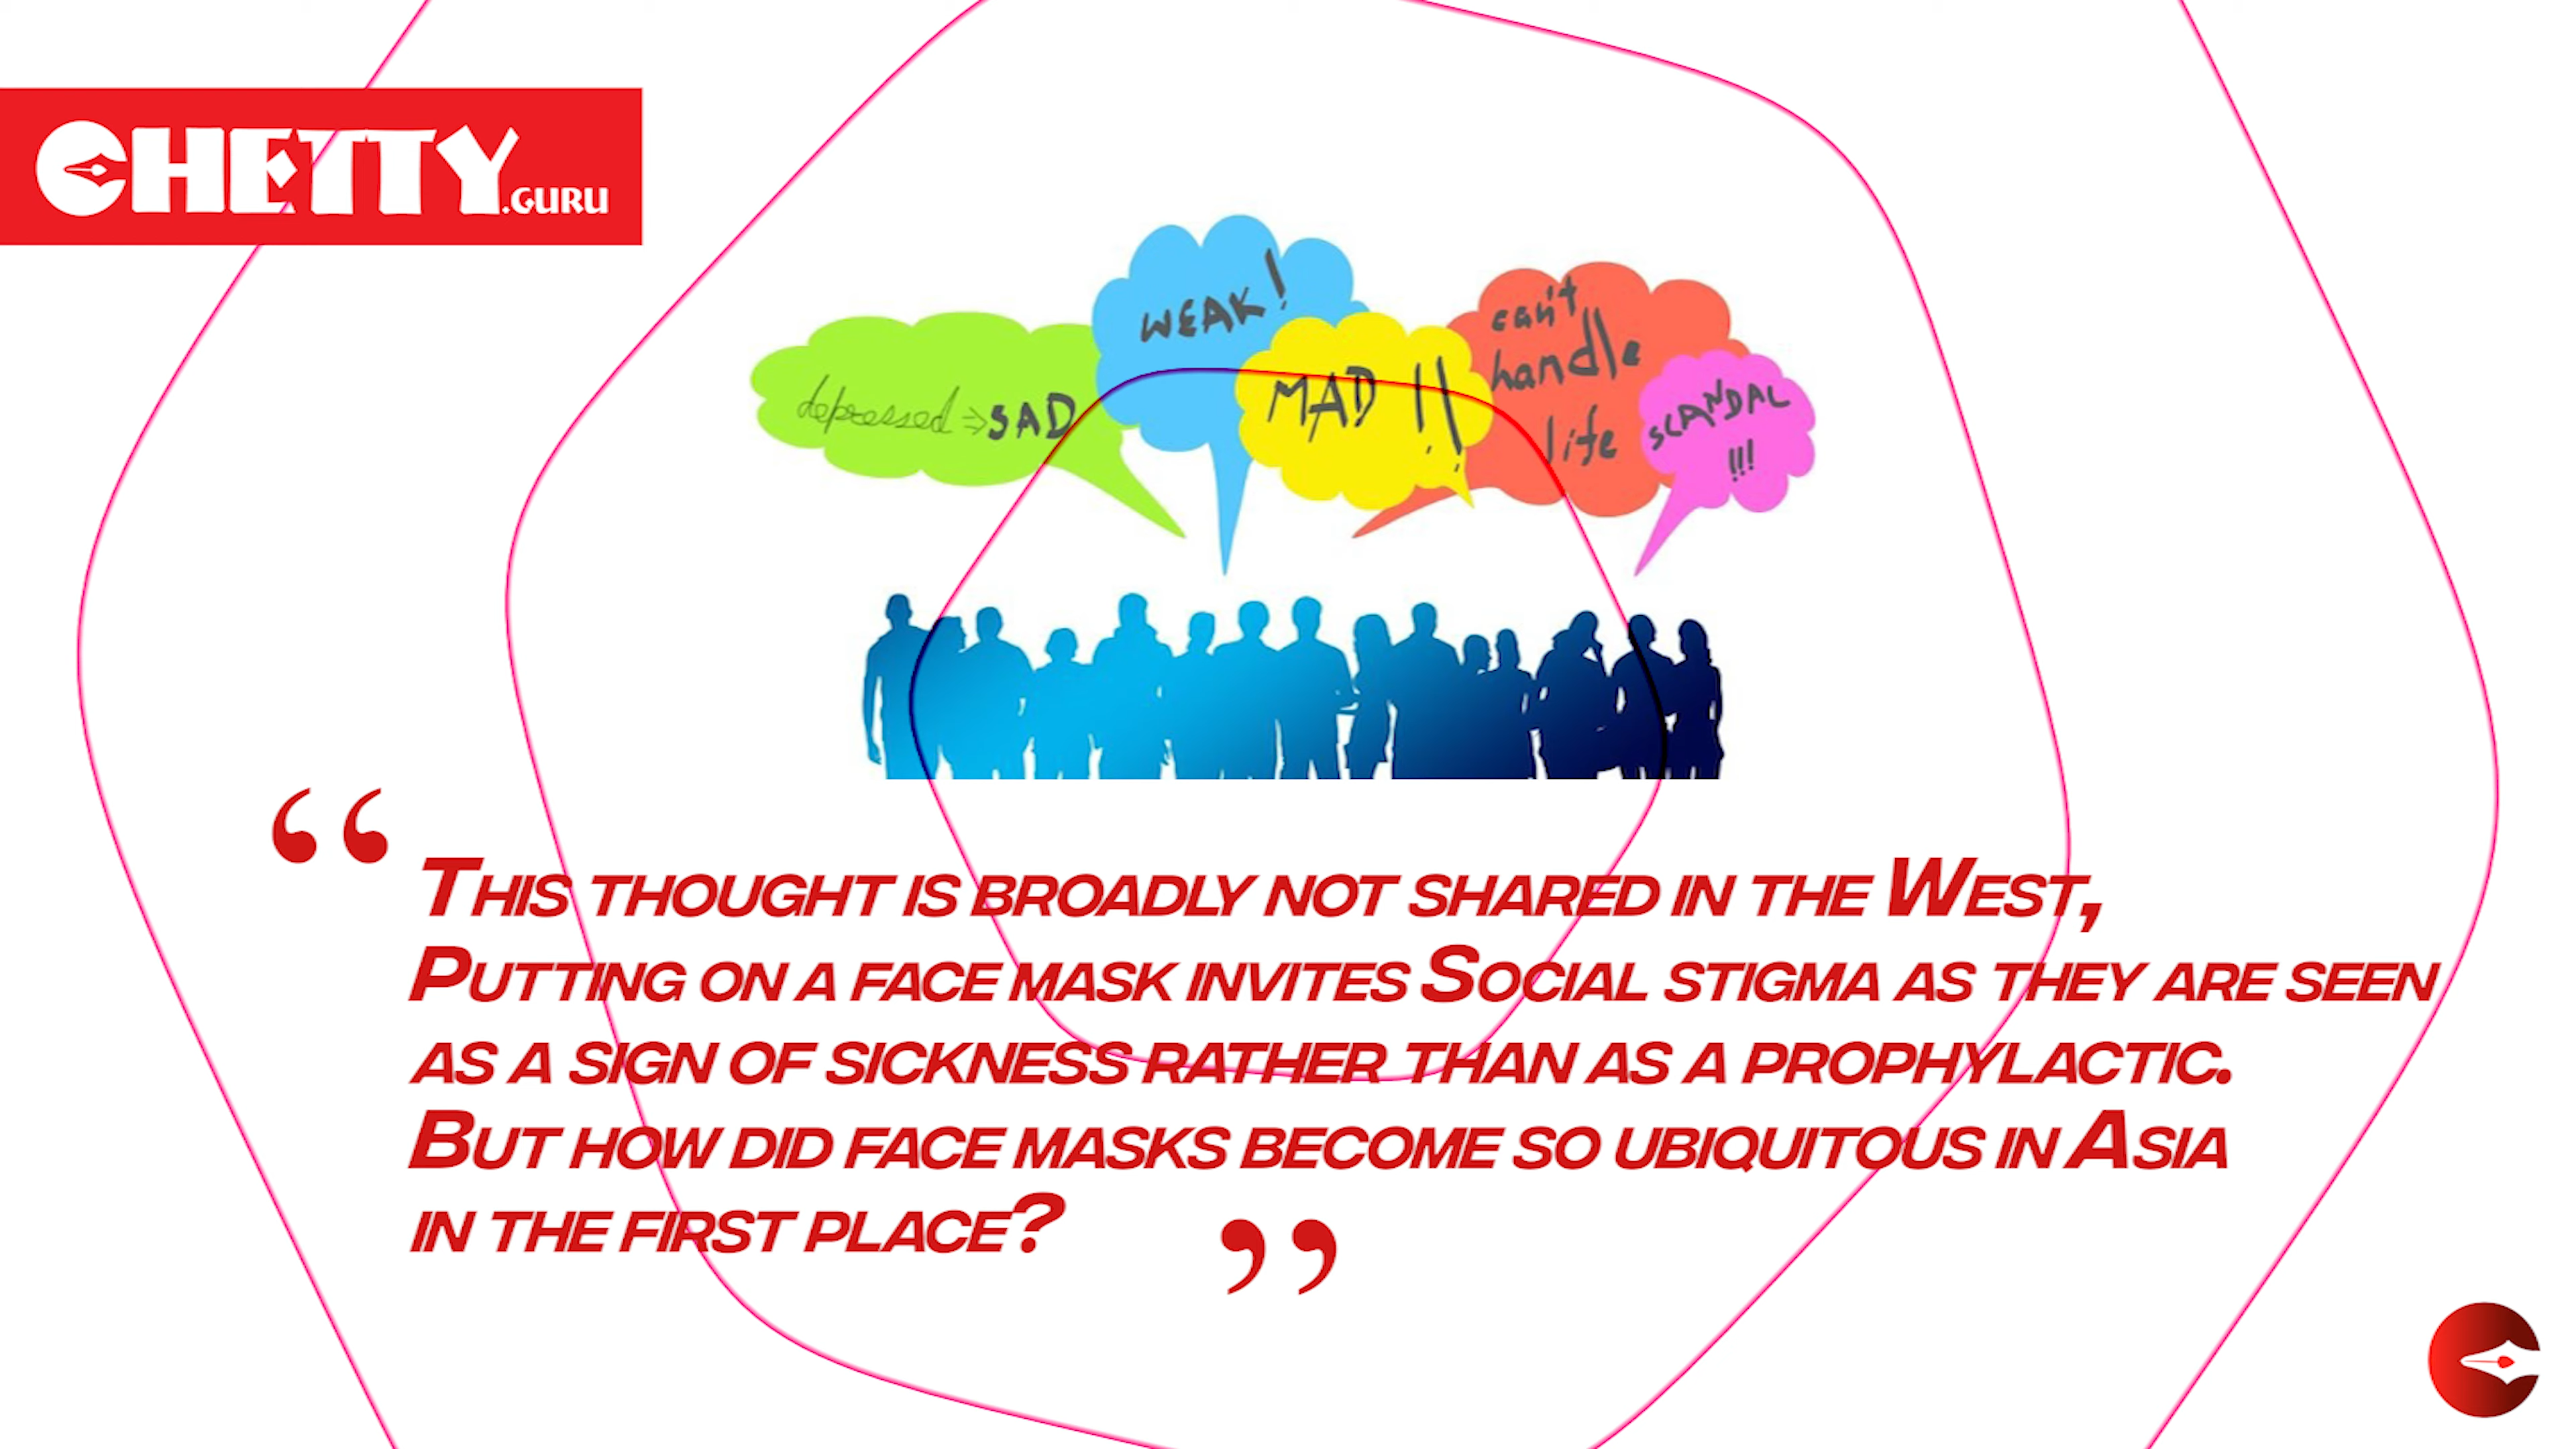 CHETTY.GURU
WEAK!
can't
handle
life
MAD !!
depressed ⇒ SAD
SCANDAL
!!!
“ This thought is broadly not shared in the West,
Putting on a face mask invites Social stigma as they are seen
as a sign of sickness rather than as a prophylactic.
But how did face masks become so ubiquitous in Asia
in the first place? ”